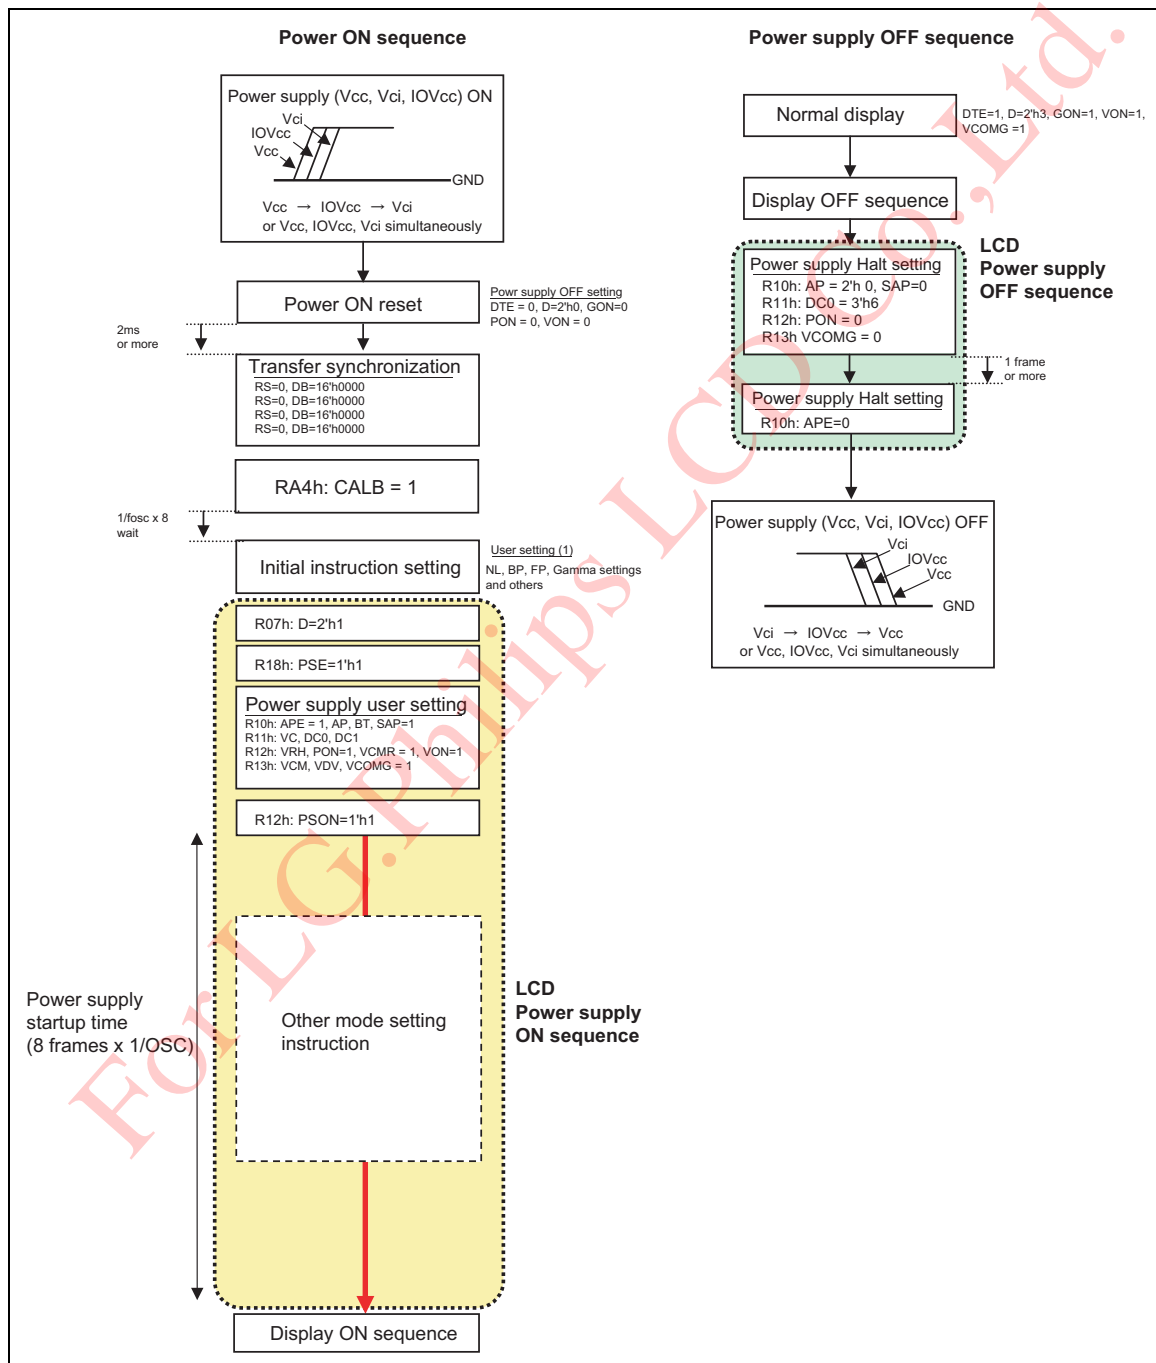 Power ON sequence
Power supply (Vcc, Vci, IOVcc) ON
Vci
IOVcc
Vcc
GND
Vcc → IOVcc → Vci
or Vcc, IOVcc, Vci simultaneously
Power ON reset
Powr supply OFF setting
DTE = 0, D=2'h0, GON=0
PON = 0, VON = 0
2ms
or more
Transfer synchronization
RS=0, DB=16'h0000
RS=0, DB=16'h0000
RS=0, DB=16'h0000
RS=0, DB=16'h0000
RA4h: CALB = 1
1/fosc x 8
wait
Initial instruction setting
User setting (1)
NL, BP, FP, Gamma settings
and others
R07h: D=2'h1
R18h: PSE=1'h1
Power supply user setting
R10h: APE = 1, AP, BT, SAP=1
R11h: VC, DC0, DC1
R12h: VRH, PON=1, VCMR = 1, VON=1
R13h: VCM, VDV, VCOMG = 1
R12h: PSON=1'h1
Power supply
startup time
(8 frames x 1/OSC)
Other mode setting
instruction
LCD
Power supply
ON sequence
Display ON sequence
Power supply OFF sequence
Normal display
DTE=1, D=2'h3, GON=1, VON=1,
VCOMG =1
Display OFF sequence
LCD
Power supply
OFF sequence
Power supply Halt setting
R10h: AP = 2'h 0, SAP=0
R11h: DC0 = 3'h6
R12h: PON = 0
R13h VCOMG = 0
1 frame
or more
Power supply Halt setting
R10h: APE=0
Power supply (Vcc, Vci, IOVcc) OFF
Vci
IOVcc
Vcc
GND
Vci → IOVcc → Vcc
or Vcc, IOVcc, Vci simultaneously
For LG.Philips LCD Co.,Ltd.